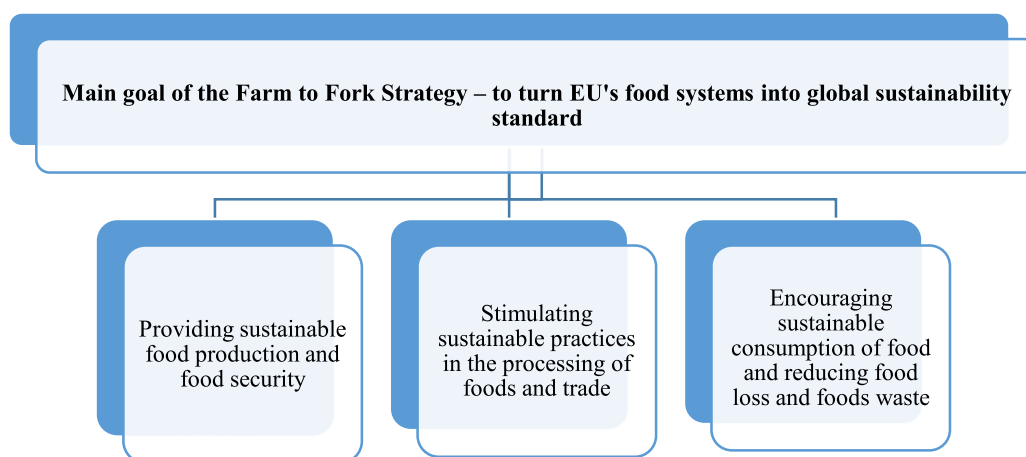 Main goal of the Farm to Fork Strategy – to turn EU's food systems into global sustainability
standard
Providing sustainable
food production and
food security
Stimulating
sustainable practices
in the processing of
foods and trade
Encouraging
sustainable
consumption of food
and reducing food
loss and foods waste